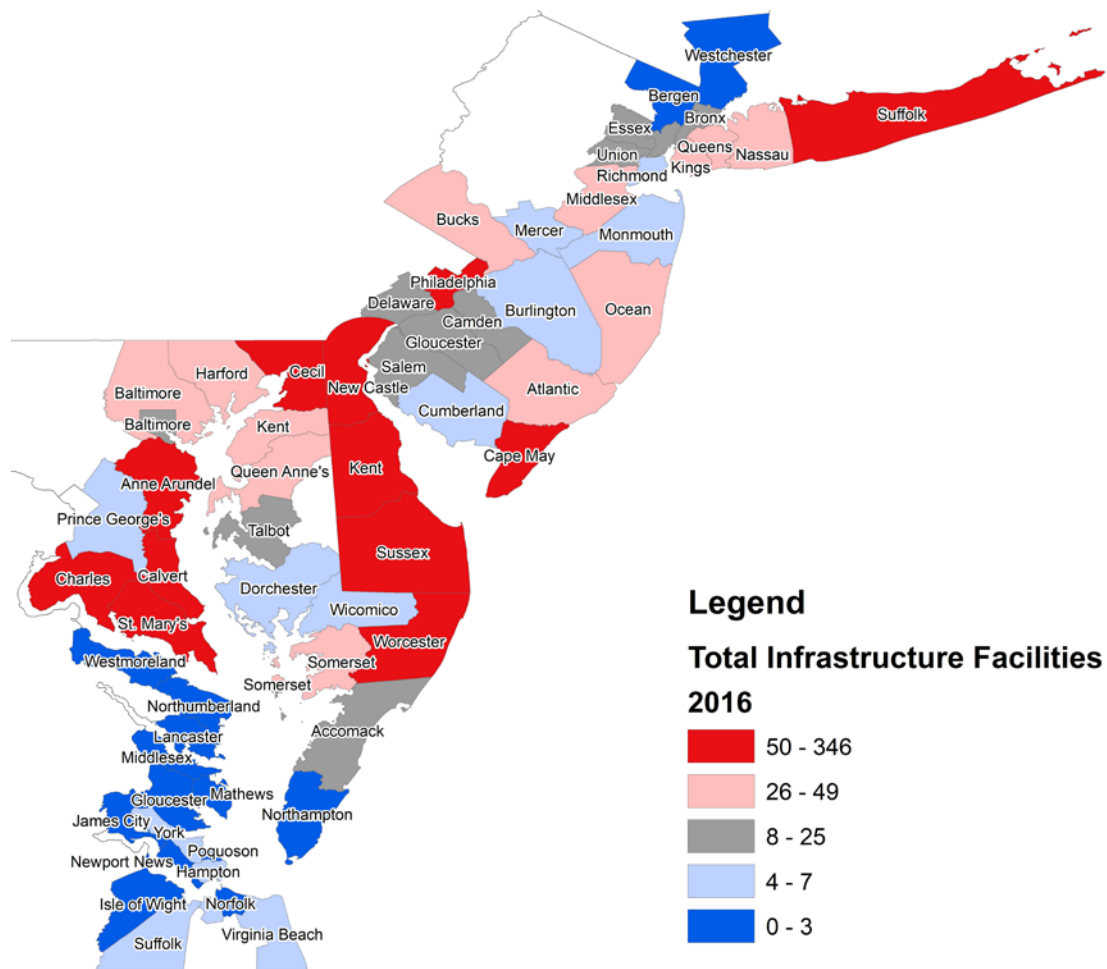 Westchester
Bergen
Bronx
Suffolk
Essex
Queens
Union
Nassau
Kings
Richmond
Middlesex
Bucks
Mercer
Monmouth
Philadelphia
Delaware
Burlington
Ocean
Camden
Gloucester
Salem
Cecil
Harford
New Castle
Atlantic
Baltimore
Cumberland
Baltimore
Kent
Cape May
Queen Anne's
Kent
Anne Arundel
Prince George's
Talbot
Sussex
Calvert
Charles
Dorchester
Wicomico
St. Mary's
Worcester
Westmoreland
Somerset
Somerset
Northumberland
Accomack
Lancaster
Middlesex
Mathews
Gloucester
Northampton
James City
York
Poquoson
Newport News
Hampton
Isle of Wight
Norfolk
Virginia Beach
Suffolk
Legend
Total Infrastructure Facilities
2016
50 - 346
26 - 49
8 - 25
4 - 7
0 - 3